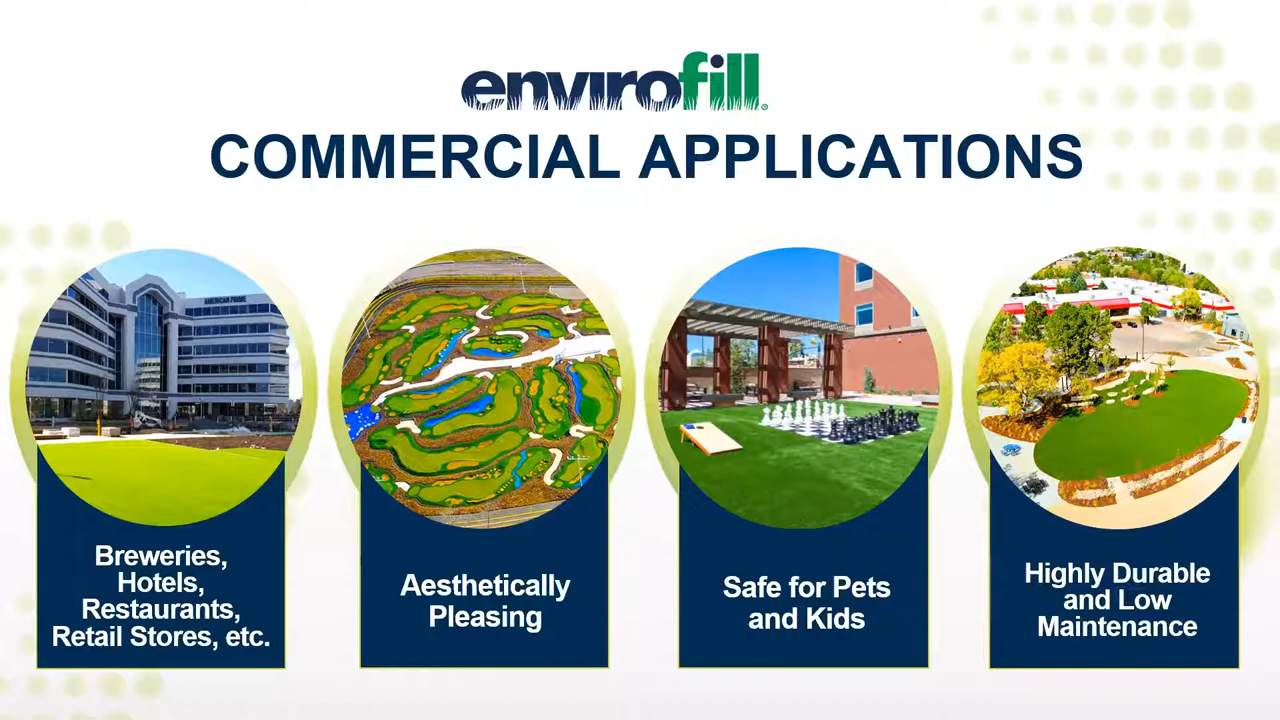 envirofill®
COMMERCIAL APPLICATIONS
Breweries,
Hotels,
Restaurants,
Retail Stores, etc.
Aesthetically
Pleasing
Safe for Pets
and Kids
Highly Durable
and Low
Maintenance